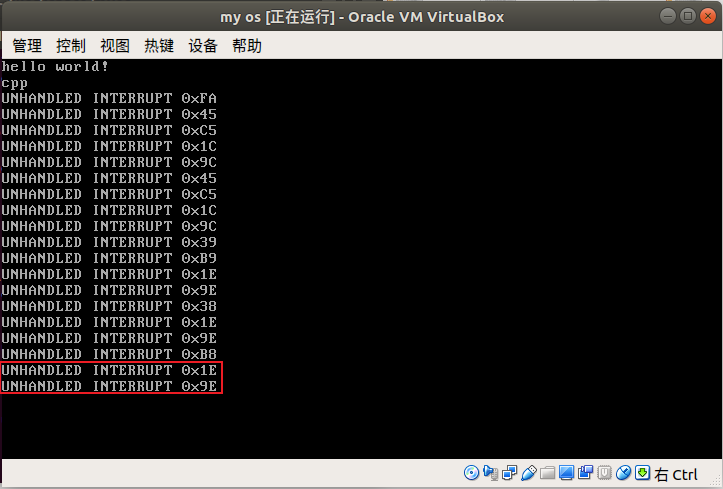 my os [正在运行] - Oracle VM VirtualBox
管理 控制 视图 热键 设备 帮助
hello world!
cpp
UNHANDLED INTERRUPT 0xFA
UNHANDLED INTERRUPT 0x45
UNHANDLED INTERRUPT 0xC5
UNHANDLED INTERRUPT 0x1C
UNHANDLED INTERRUPT 0x9C
UNHANDLED INTERRUPT 0x45
UNHANDLED INTERRUPT 0xC5
UNHANDLED INTERRUPT 0x1C
UNHANDLED INTERRUPT 0x9C
UNHANDLED INTERRUPT 0x39
UNHANDLED INTERRUPT 0xB9
UNHANDLED INTERRUPT 0x1E
UNHANDLED INTERRUPT 0x9E
UNHANDLED INTERRUPT 0x38
UNHANDLED INTERRUPT 0x1E
UNHANDLED INTERRUPT 0x9E
UNHANDLED INTERRUPT 0xB8
UNHANDLED INTERRUPT 0x1E
UNHANDLED INTERRUPT 0x9E
右 Ctrl